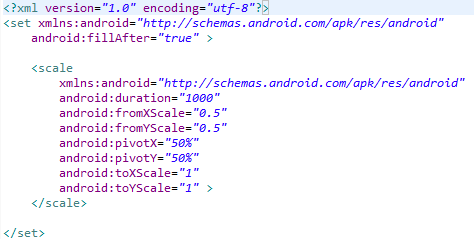 <?xml version="1.0" encoding="utf-8"?>
<set xmlns:android="http://schemas.android.com/apk/res/android"
    android:fillAfter="true" >

    <scale
        xmlns:android="http://schemas.android.com/apk/res/android"
        android:duration="1000"
        android:fromXScale="0.5"
        android:fromYScale="0.5"
        android:pivotX="50%"
        android:pivotY="50%"
        android:toXScale="1"
        android:toYScale="1" >
    </scale>

</set>